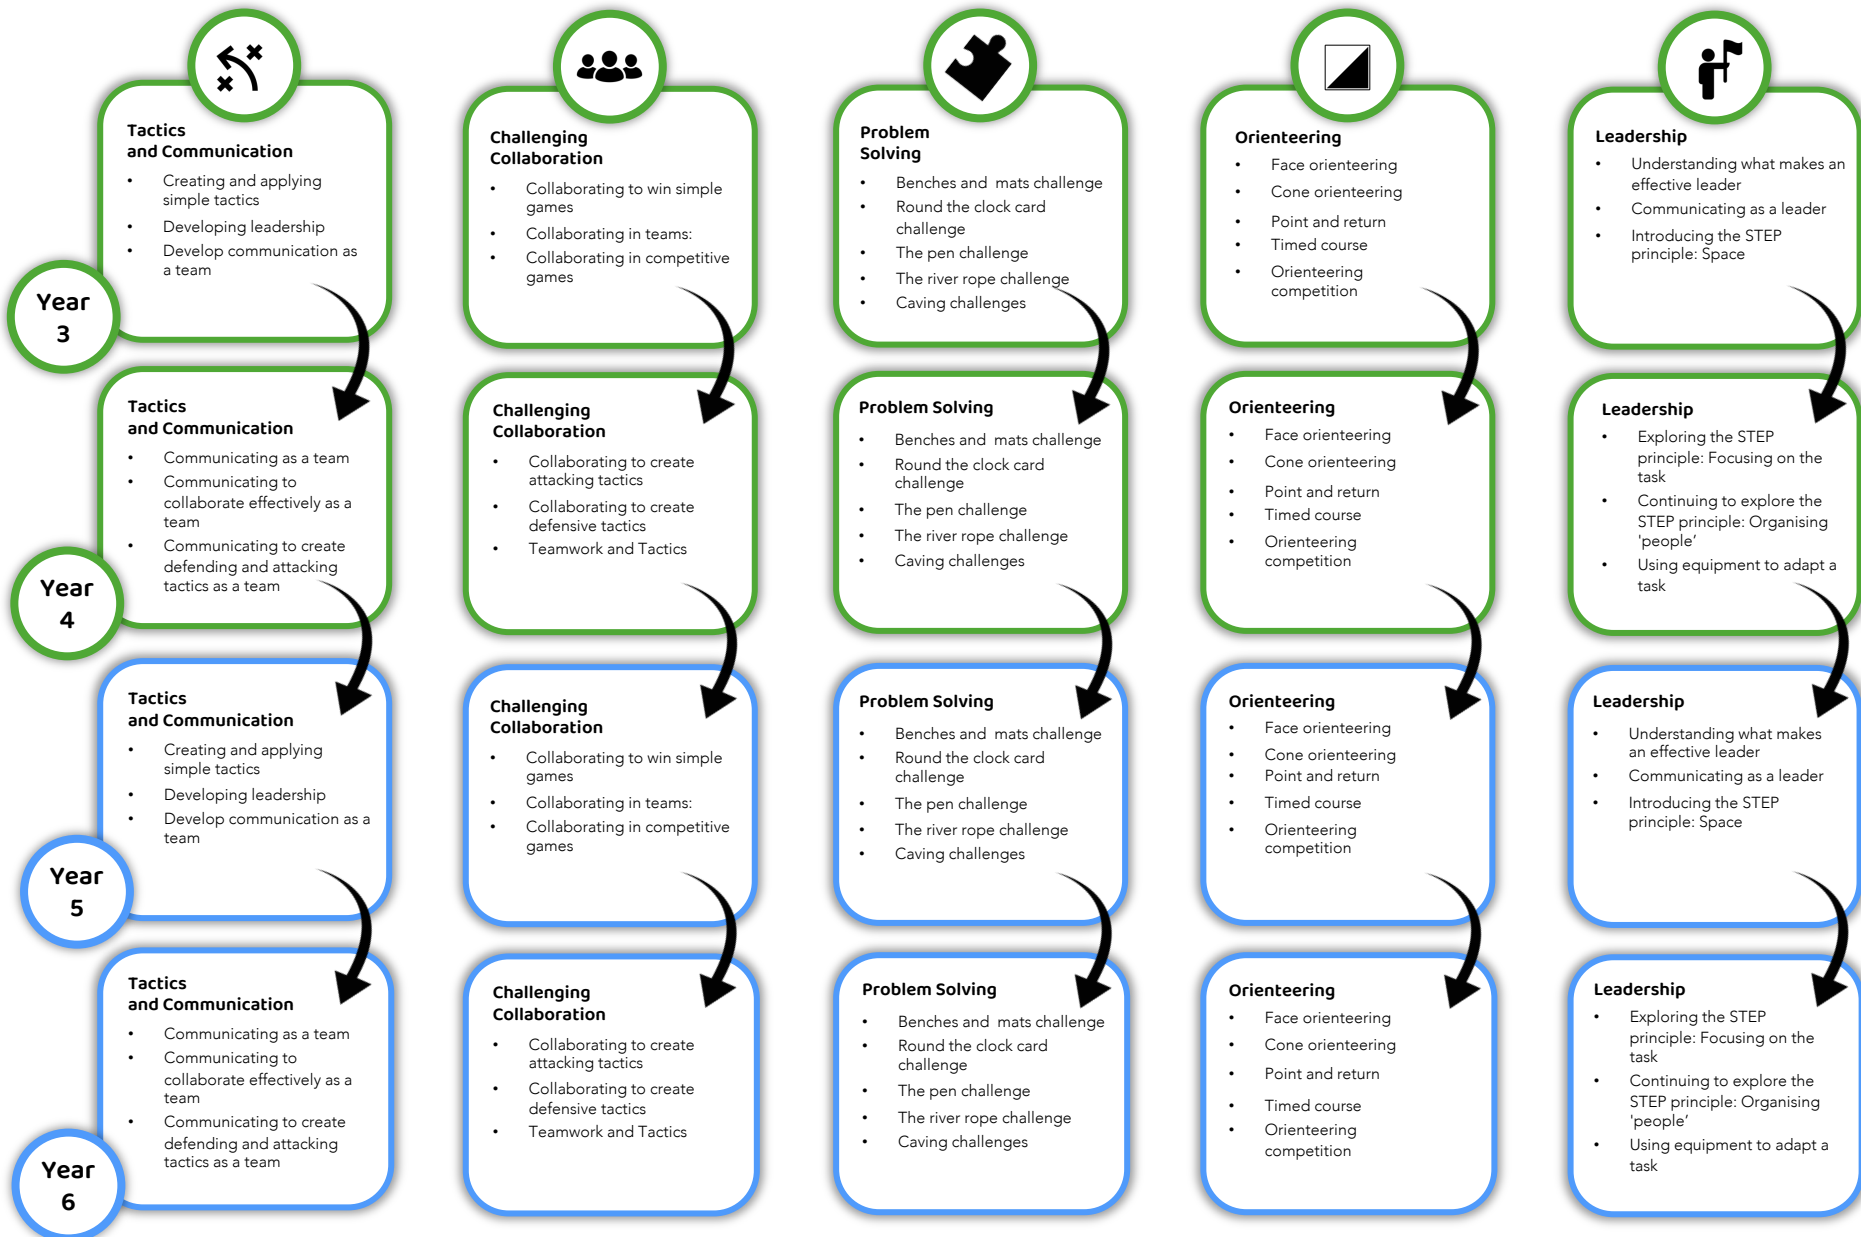 Year
3
Tactics
and Communication
• Creating and applying
simple tactics
• Developing leadership
• Develop communication as
a team
Challenging
Collaboration
• Collaborating to win simple
games
• Collaborating in teams:
• Collaborating in competitive
games
Problem
Solving
• Benches and  mats challenge
• Round the clock card
challenge
• The pen challenge
• The river rope challenge
• Caving challenges
Orienteering
• Face orienteering
• Cone orienteering
• Point and return
• Timed course
• Orienteering
competition
Leadership
• Understanding what makes an
effective leader
• Communicating as a leader
• Introducing the STEP
principle: Space
Year
4
Tactics
and Communication
• Communicating as a team
• Communicating to
collaborate effectively as a
team
• Communicating to create
defending and attacking
tactics as a team
Challenging
Collaboration
• Collaborating to create
attacking tactics
• Collaborating to create
defensive tactics
• Teamwork and Tactics
Problem Solving
• Benches and  mats challenge
• Round the clock card
challenge
• The pen challenge
• The river rope challenge
• Caving challenges
Orienteering
• Face orienteering
• Cone orienteering
• Point and return
• Timed course
• Orienteering
competition
Leadership
• Exploring the STEP
principle: Focusing on the
task
• Continuing to explore the
STEP principle: Organising
'people’
• Using equipment to adapt a
task
Year
5
Tactics
and Communication
• Creating and applying
simple tactics
• Developing leadership
• Develop communication as a
team
Challenging
Collaboration
• Collaborating to win simple
games
• Collaborating in teams:
• Collaborating in competitive
games
Problem Solving
• Benches and  mats challenge
• Round the clock card
challenge
• The pen challenge
• The river rope challenge
• Caving challenges
Orienteering
• Face orienteering
• Cone orienteering
• Point and return
• Timed course
• Orienteering
competition
Leadership
• Understanding what makes
an effective leader
• Communicating as a leader
• Introducing the STEP
principle: Space
Year
6
Tactics
and Communication
• Communicating as a team
• Communicating to
collaborate effectively as a
team
• Communicating to create
defending and attacking
tactics as a team
Challenging
Collaboration
• Collaborating to create
attacking tactics
• Collaborating to create
defensive tactics
• Teamwork and Tactics
Problem Solving
• Benches and  mats challenge
• Round the clock card
challenge
• The pen challenge
• The river rope challenge
• Caving challenges
Orienteering
• Face orienteering
• Cone orienteering
• Point and return
• Timed course
• Orienteering
competition
Leadership
• Exploring the STEP
principle: Focusing on the
task
• Continuing to explore the
STEP principle: Organising
'people’
• Using equipment to adapt a
task